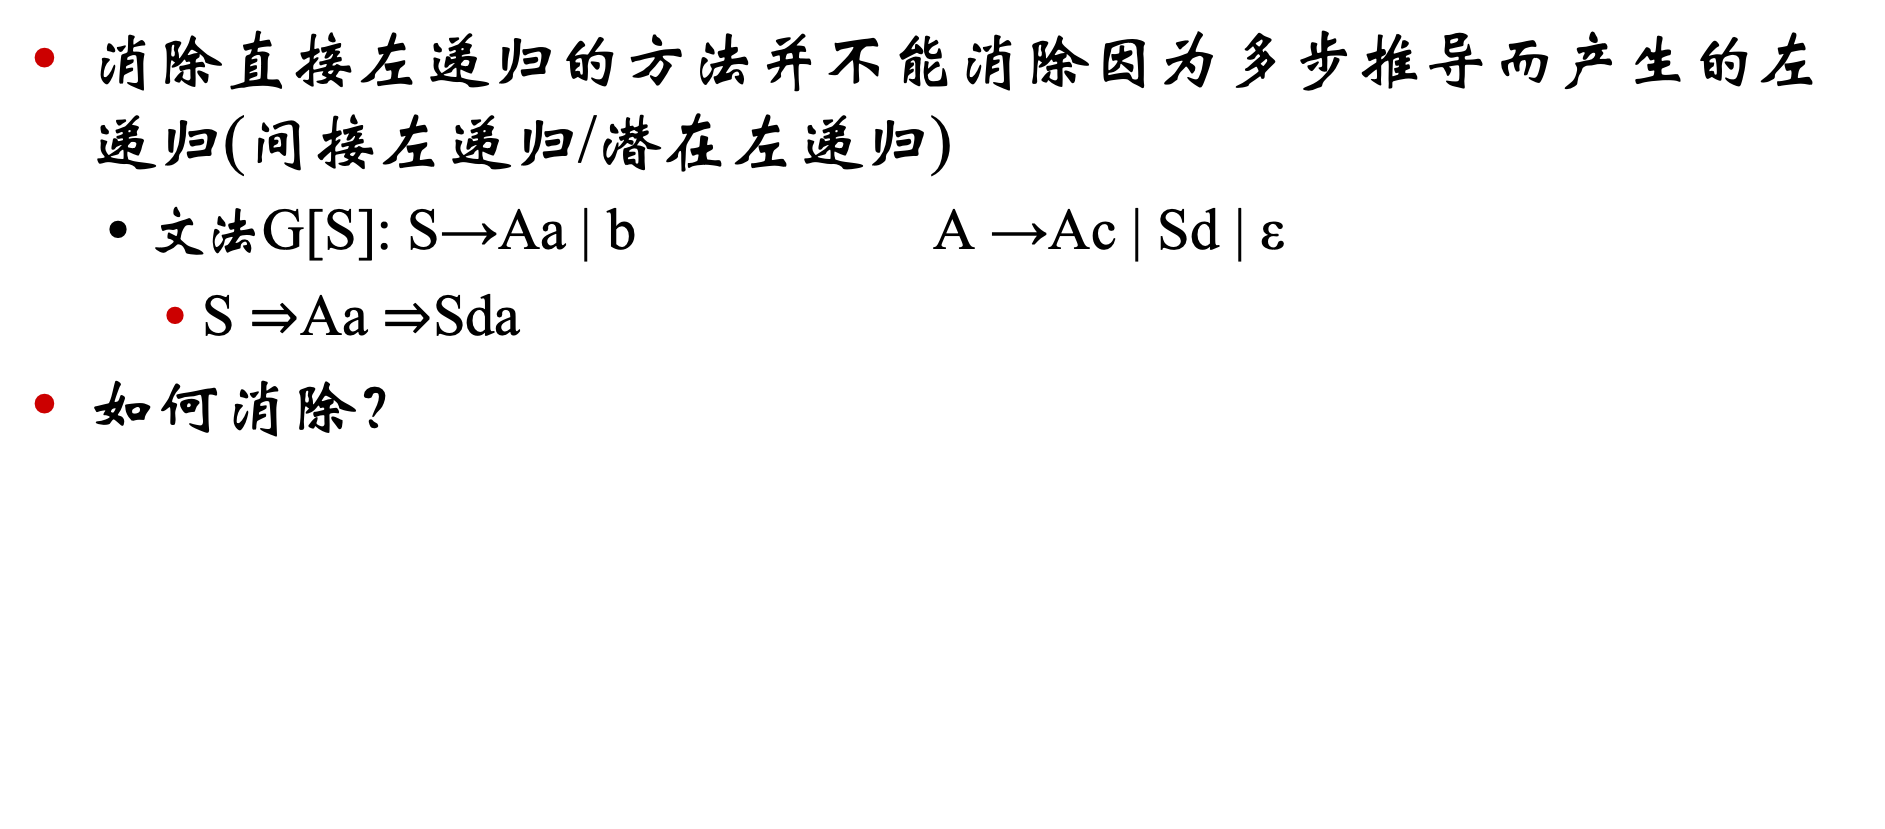 • 消除直接左递归的方法并不能消除因为多步推导而产生的左
递归(间接左递归/潜在左递归)
• 文法G[S]: S→Aa | b A →Ac | Sd | ε
• S ⇒Aa ⇒Sda
• 如何消除?